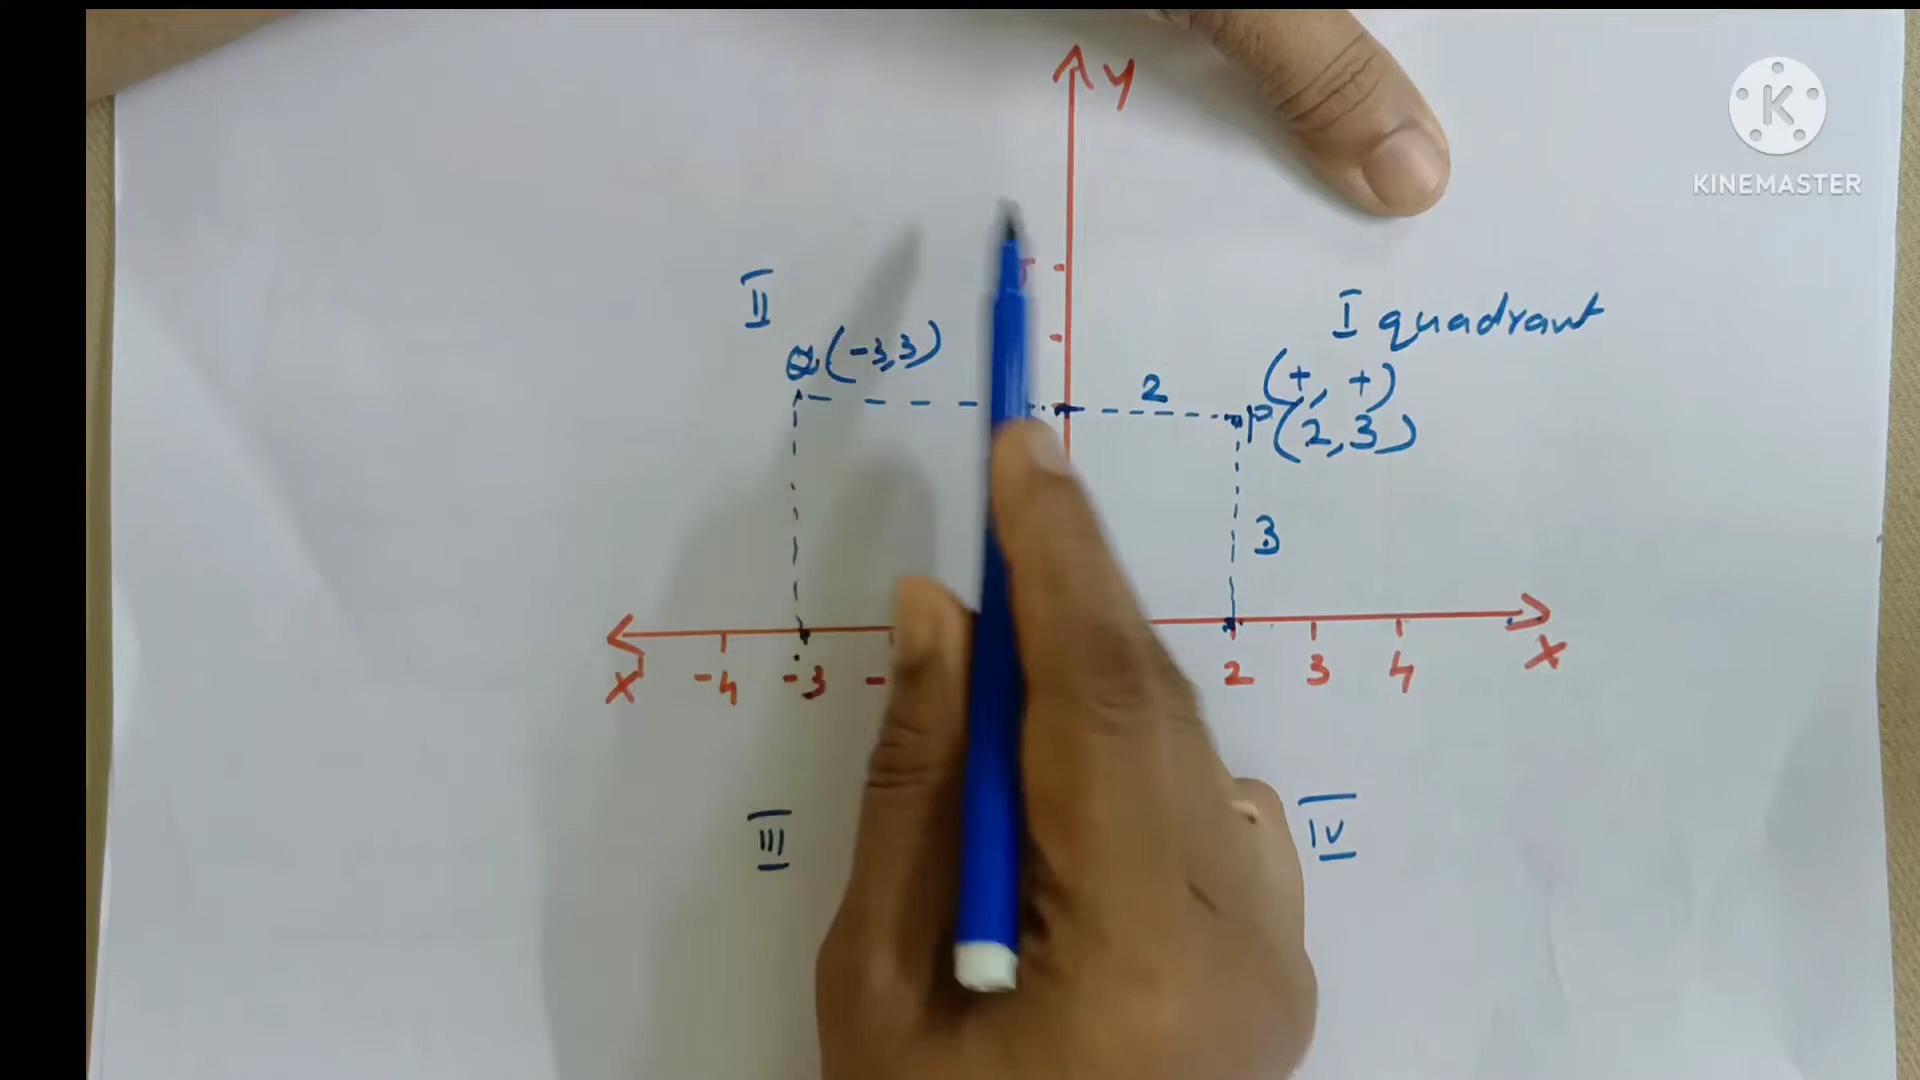 Y
K
KINEMASTER
II
I quadrant
Q(-3,3)
2
(+, +)
P(2,3)
3
X' -4 -3 - 2 3 4 X
III
IV